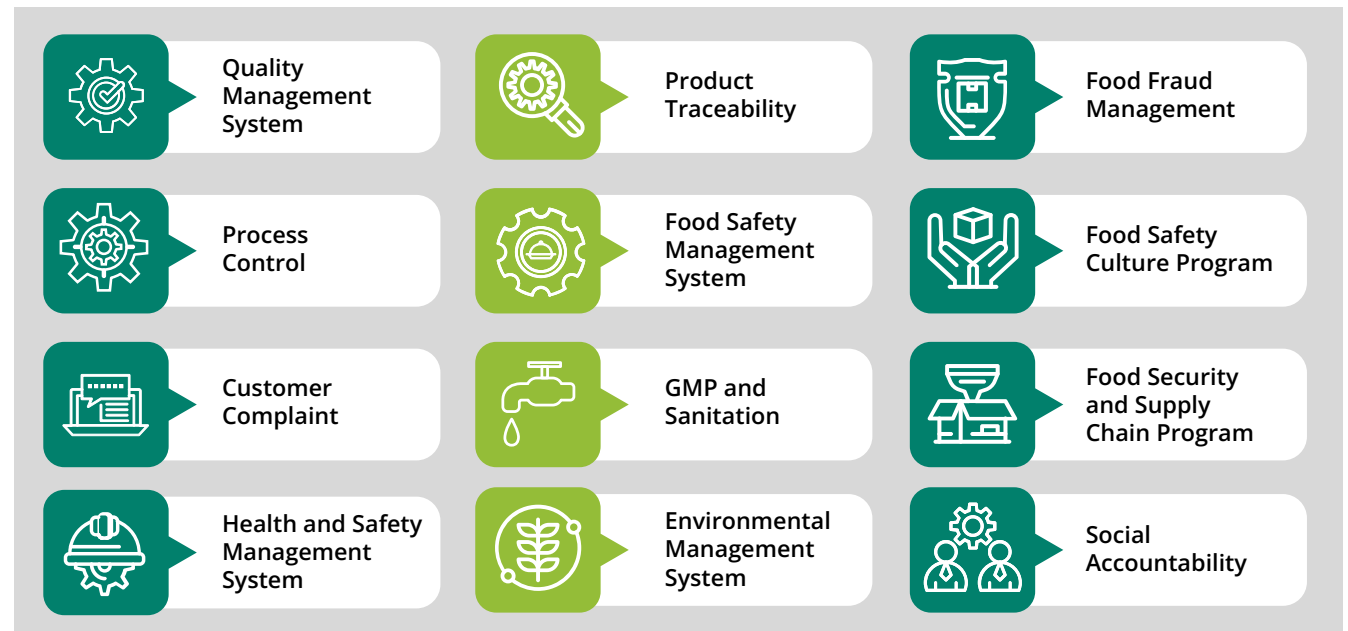 Quality
Management
System
Product
Traceability
Food Fraud
Management
Process
Control
Food Safety
Management
System
Food Safety
Culture Program
Customer
Complaint
GMP and
Sanitation
Food Security
and Supply
Chain Program
Health and Safety
Management
System
Environmental
Management
System
Social
Accountability